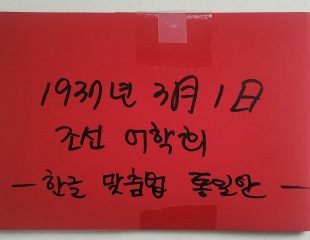 1937년 3月 1日
조선 어학회
- 한글 맞춤법 통일안 -